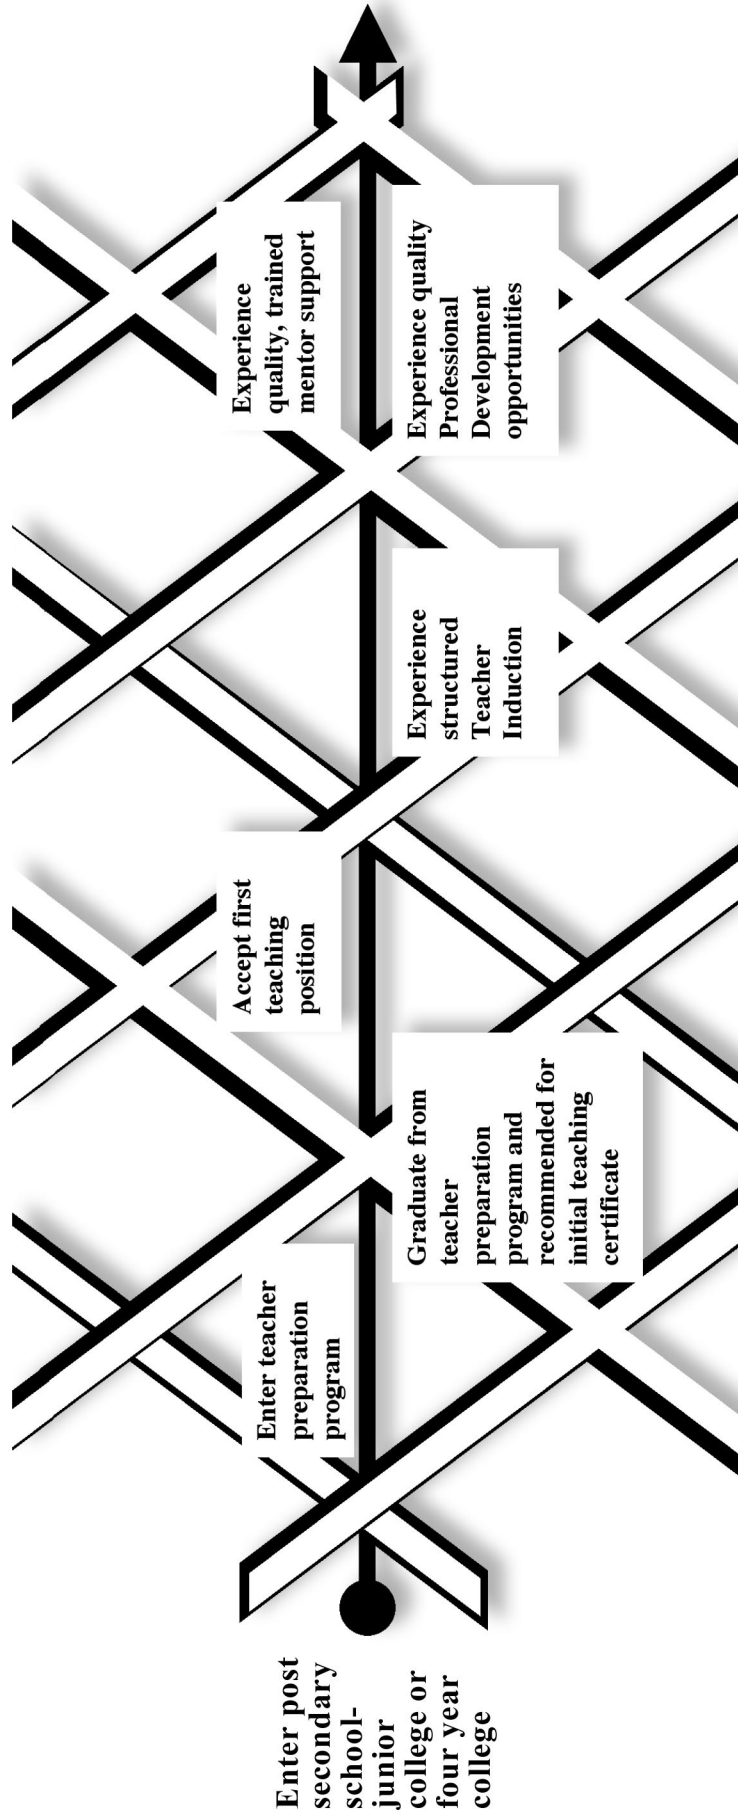 Enter post
secondary
school-
junior
college or
four year
college
Enter teacher
preparation
program
Graduate from
teacher
preparation
program and
recommended for
initial teaching
certificate
Accept first
teaching
position
Experience
structured
Teacher
Induction
Experience
quality, trained
mentor support
Experience quality
Professional
Development
opportunities